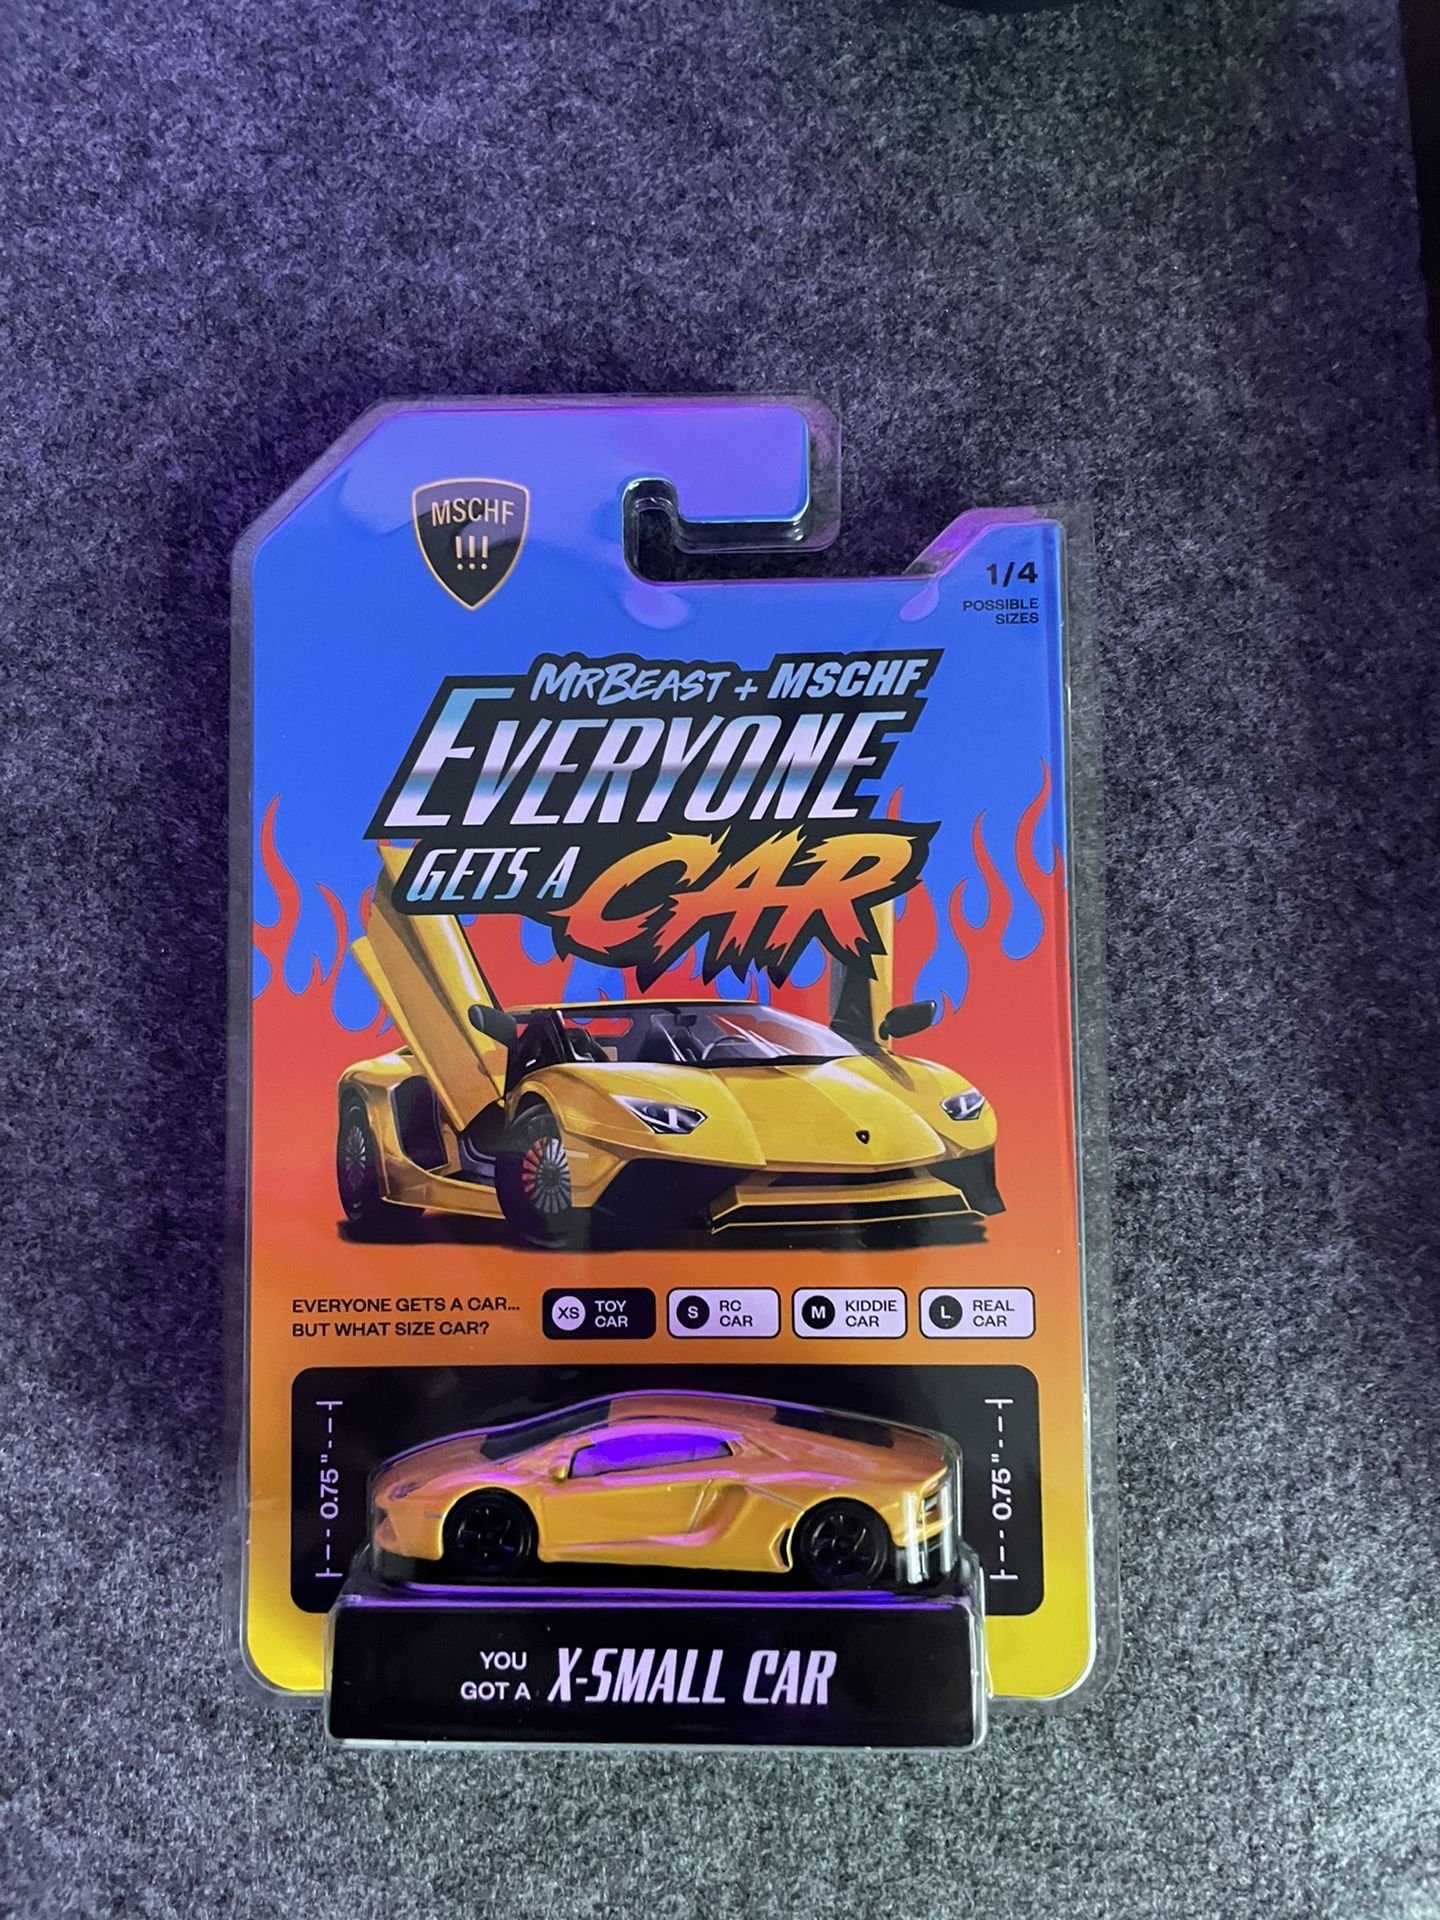 MSCHF
!!!
1/4
POSSIBLE
SIZES
MRBEAST + MSCHF
EVERYONE
GETS A CAR
EVERYONE GETS A CAR...
BUT WHAT SIZE CAR?
XS TOY
CAR
S RC
CAR
M KIDDIE
CAR
L REAL
CAR
0.75"
0.75"
YOU
GOT A X-SMALL CAR